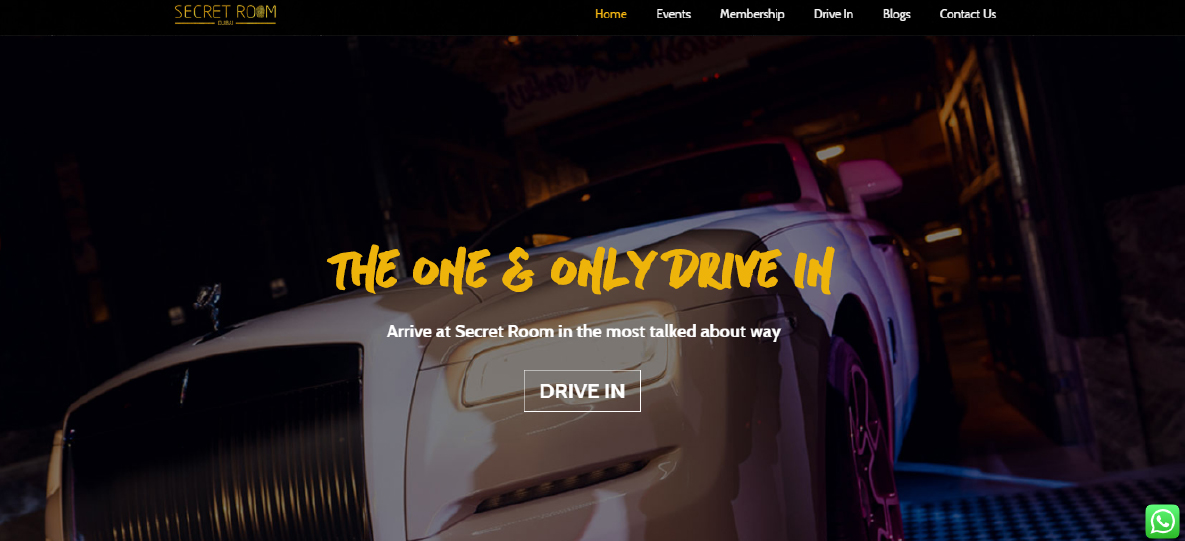 SECRET ROOM
DUBAI
Home
Events
Membership
Drive In
Blogs
Contact Us
THE ONE & ONLY DRIVE IN
Arrive at Secret Room in the most talked about way
DRIVE IN